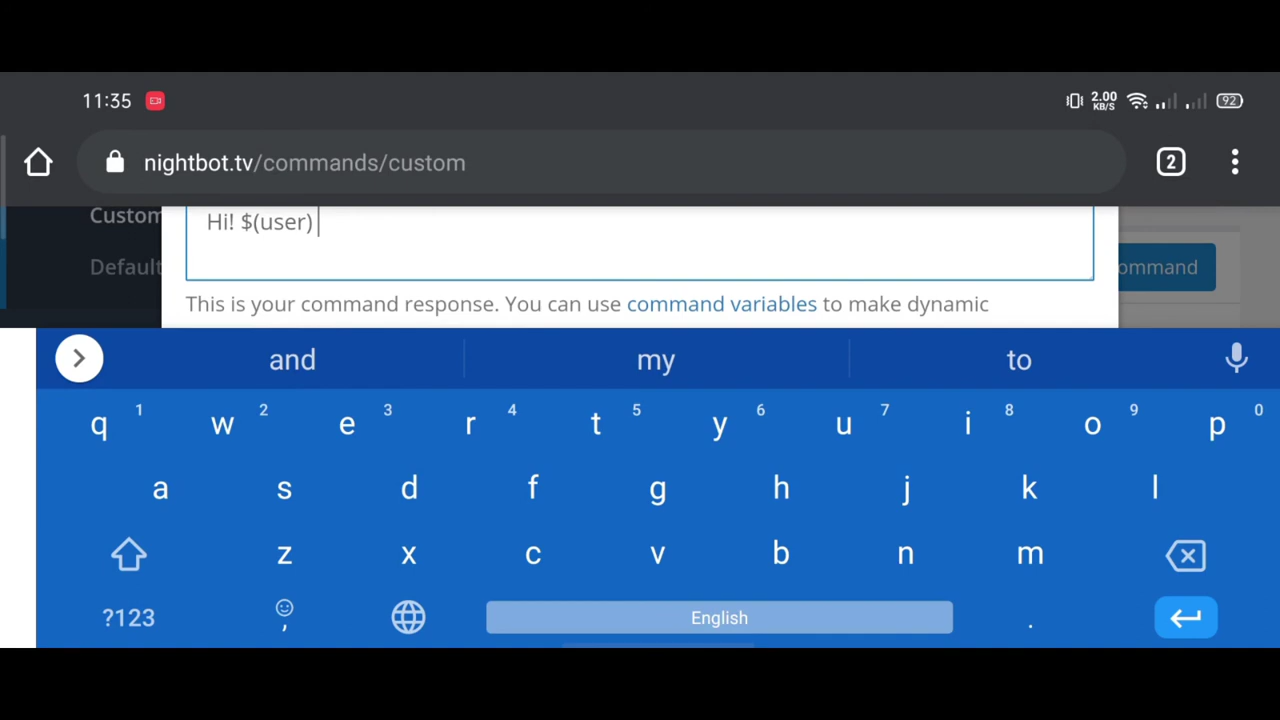 11:35 2.00 KB/S 92
nightbot.tv/commands/custom 2
Custom
Hi! $(user)
Default
ommand
This is your command response. You can use command variables to make dynamic
and my to
q 1 w 2 e 3 r 4 t 5 y 6 u 7 i 8 o 9 p 0
a s d f g h j k l
z x c v b n m
?123 , English .